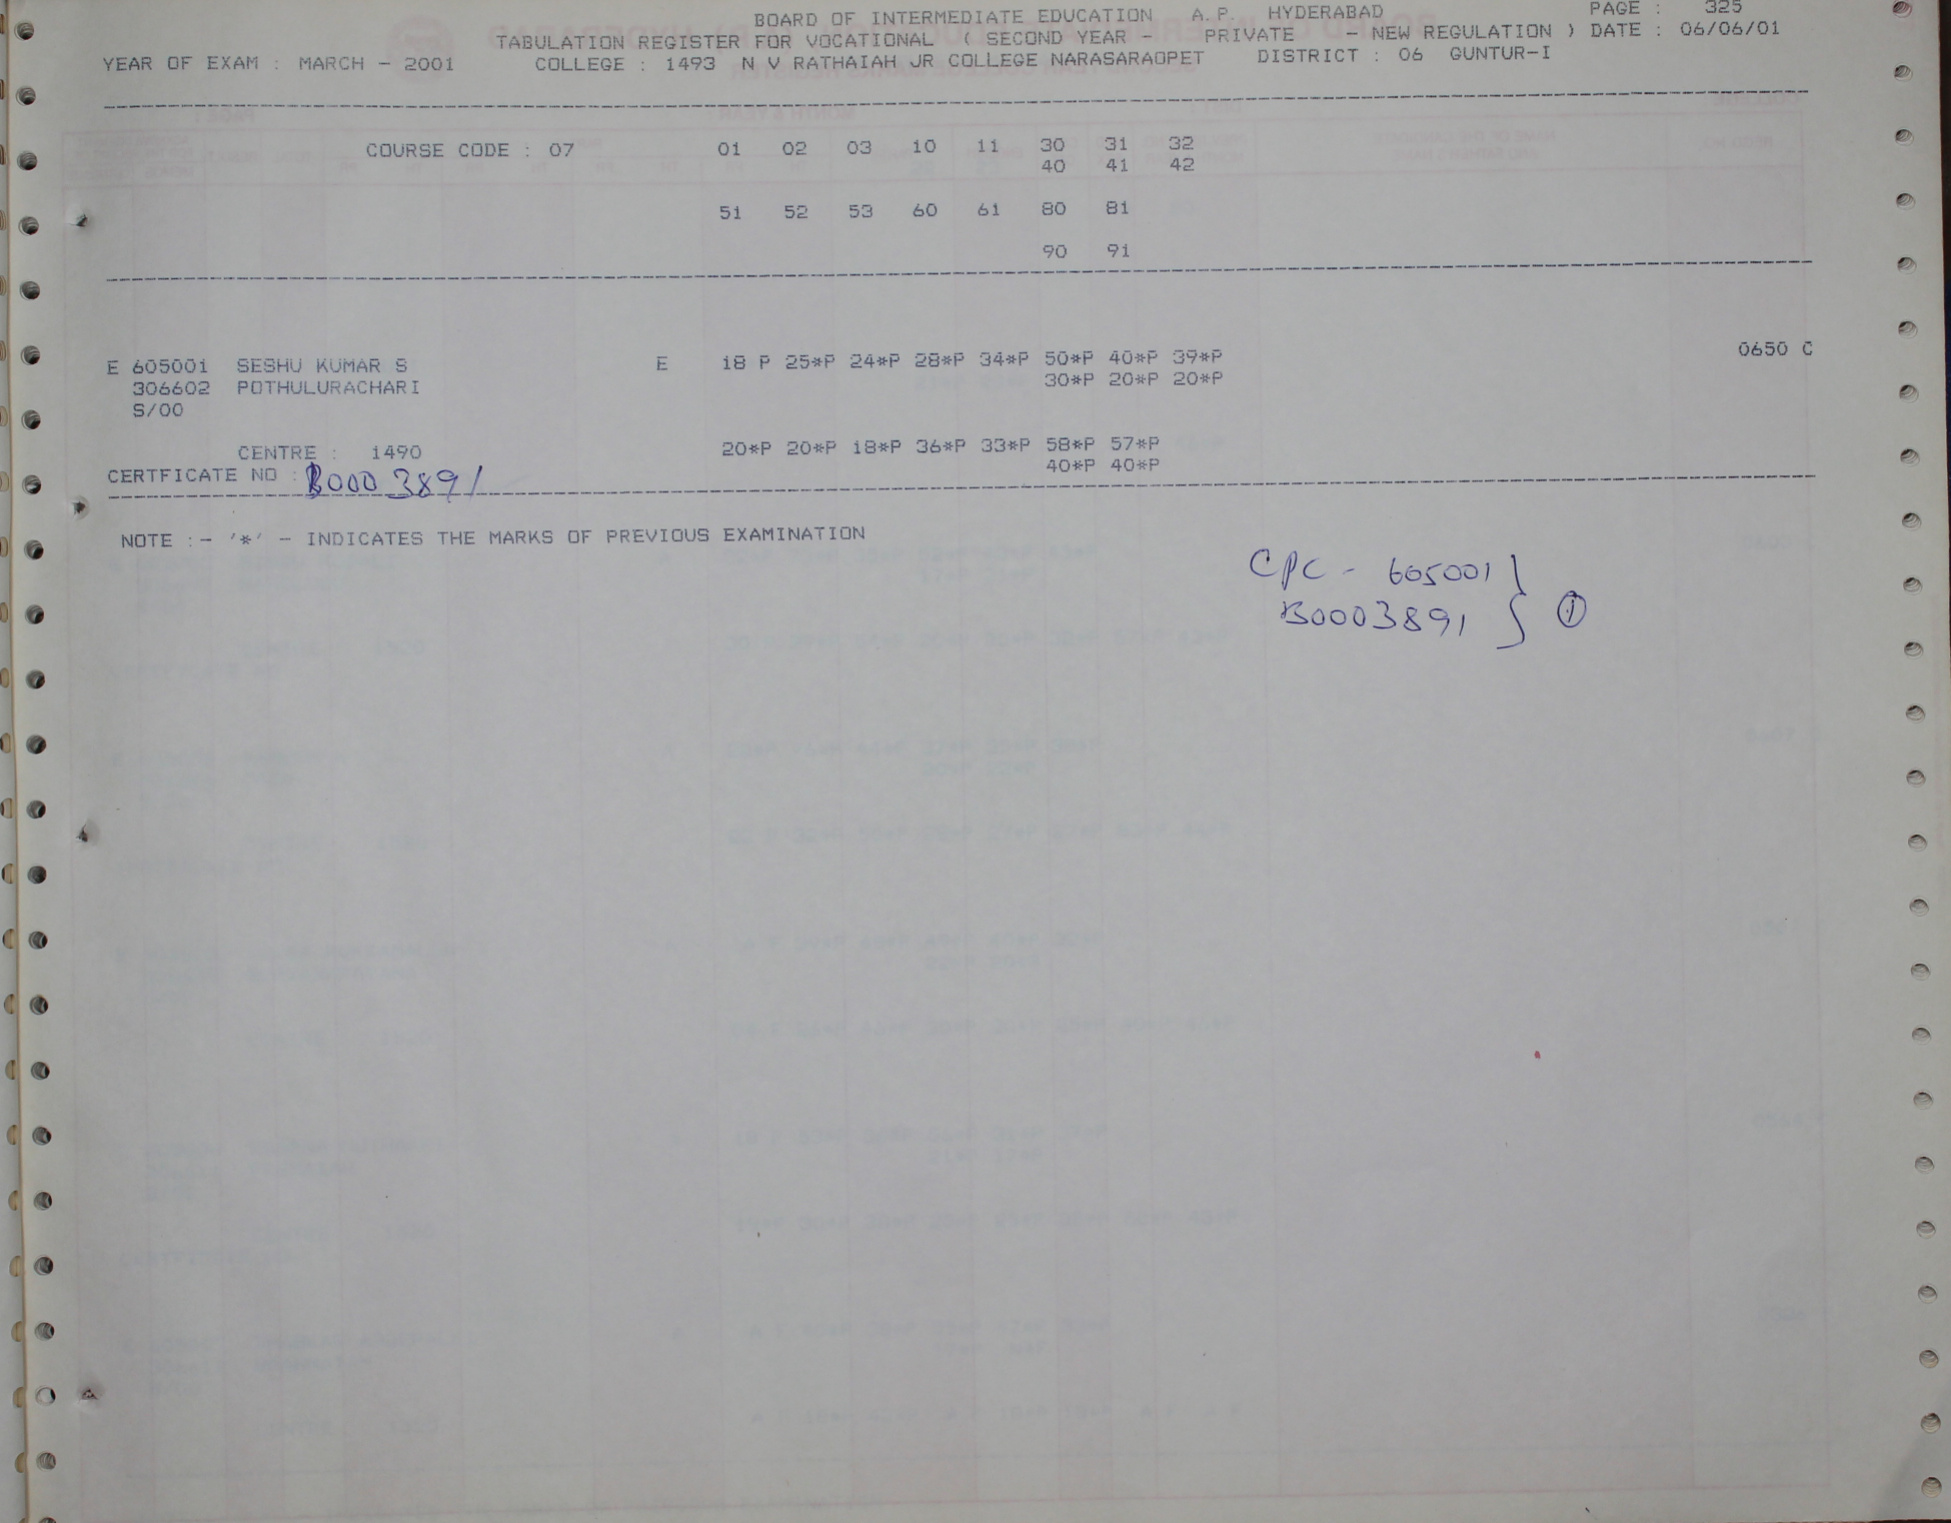 BOARD OF INTERMEDIATE EDUCATION A.P. HYDERABAD PAGE : 325
TABULATION REGISTER FOR VOCATIONAL ( SECOND YEAR - PRIVATE - NEW REGULATION ) DATE : 06/06/01
YEAR OF EXAM : MARCH - 2001 COLLEGE : 1493 N V RATHAIAH JR COLLEGE NARASARAOPET DISTRICT : 06 GUNTUR-I
COURSE CODE : 07 01 02 03 10 11 30 31 32
40 41 42
51 52 53 60 61 80 81
90 91
E 605001 SESHU KUMAR S E 18 P 25*P 24*P 28*P 34*P 50*P 40*P 39*P 0650 C
306602 POTHULURACHARI 30*P 20*P 20*P
S/00
CENTRE : 1490 20*P 20*P 18*P 36*P 33*P 58*P 57*P
CERTFICATE NO : B0003891 40*P 40*P
NOTE :- '*' - INDICATES THE MARKS OF PREVIOUS EXAMINATION
CPC - 605001 }
B0003891 } 1